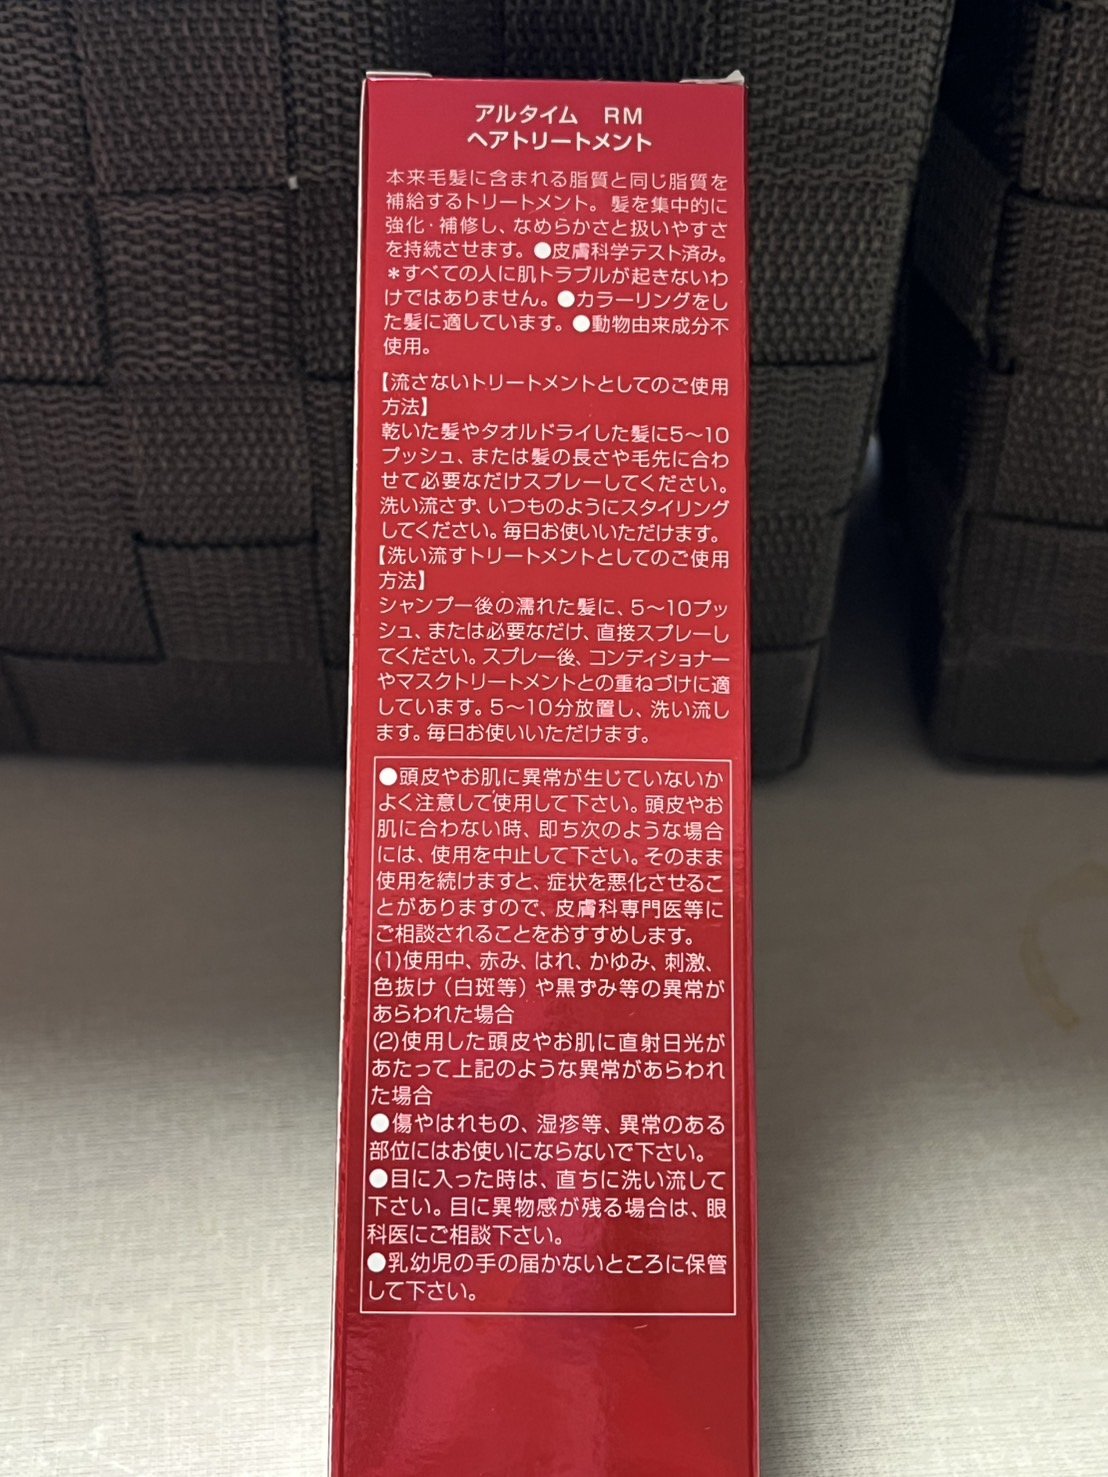 アルタイム　RM
ヘアトリートメント
本来毛髪に含まれる脂質と同じ脂質を
補給するトリートメント。髪を集中的に
強化・補修し、なめらかさと扱いやすさ
を持続させます。●皮膚科学テスト済み。
＊すべての人に肌トラブルが起きないわ
けではありません。●カラーリングをし
た髪に適しています。●動物由来成分不
使用。
【流さないトリートメントとしてのご使用
方法】
乾いた髪やタオルドライした髪に5〜10
プッシュ、または髪の長さや毛先に合わ
せて必要なだけスプレーしてください。
洗い流さず、いつものようにスタイリング
してください。毎日お使いいただけます。
【洗い流すトリートメントとしてのご使用
方法】
シャンプー後の濡れた髪に、5〜10プッ
シュ、または必要なだけ、直接スプレーし
てください。スプレー後、コンディショナー
やマスクトリートメントとの重ねづけに適
しています。5〜10分放置し、洗い流し
ます。毎日お使いいただけます。
●頭皮やお肌に異常が生じていないか
よく注意して使用して下さい。頭皮やお
肌に合わない時、即ち次のような場合
には、使用を中止して下さい。そのまま
使用を続けますと、症状を悪化させるこ
とがありますので、皮膚科専門医等に
ご相談されることをおすすめします。
(1)使用中、赤み、はれ、かゆみ、刺激、
色抜け（白斑等）や黒ずみ等の異常が
あらわれた場合
(2)使用した頭皮やお肌に直射日光が
あたって上記のような異常があらわれ
た場合
●傷やはれもの、湿疹等、異常のある
部位にはお使いにならないで下さい。
●目に入った時は、直ちに洗い流して
下さい。目に異物感が残る場合は、眼
科医にご相談下さい。
●乳幼児の手の届かないところに保管
して下さい。